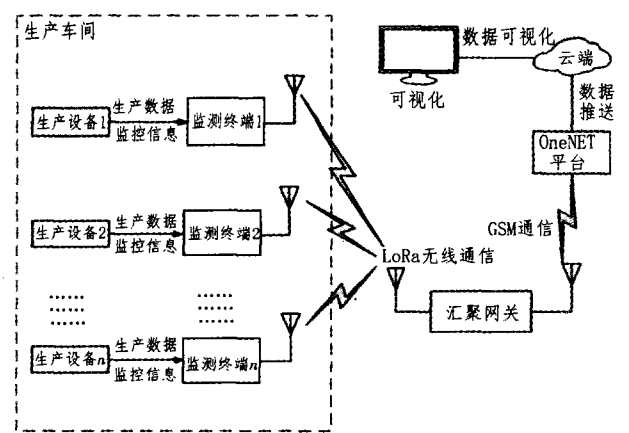 生产车间
生产设备1
生产数据
监控信息
监测终端1
生产设备2
生产数据
监控信息
监测终端2
……
……
……
……
生产设备n
生产数据
监控信息
监测终端n
LoRa无线通信
汇聚网关
GSM通信
OneNET
平台
数据
推送
云端
数据可视化
可视化